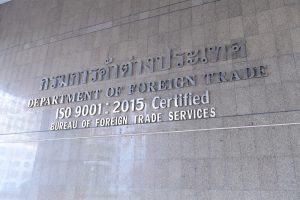 กรมการค้าต่างประเทศ
DEPARTMENT OF FOREIGN TRADE
ISO 9001: 2015 Certified
BUREAU OF FOREIGN TRADE SERVICES